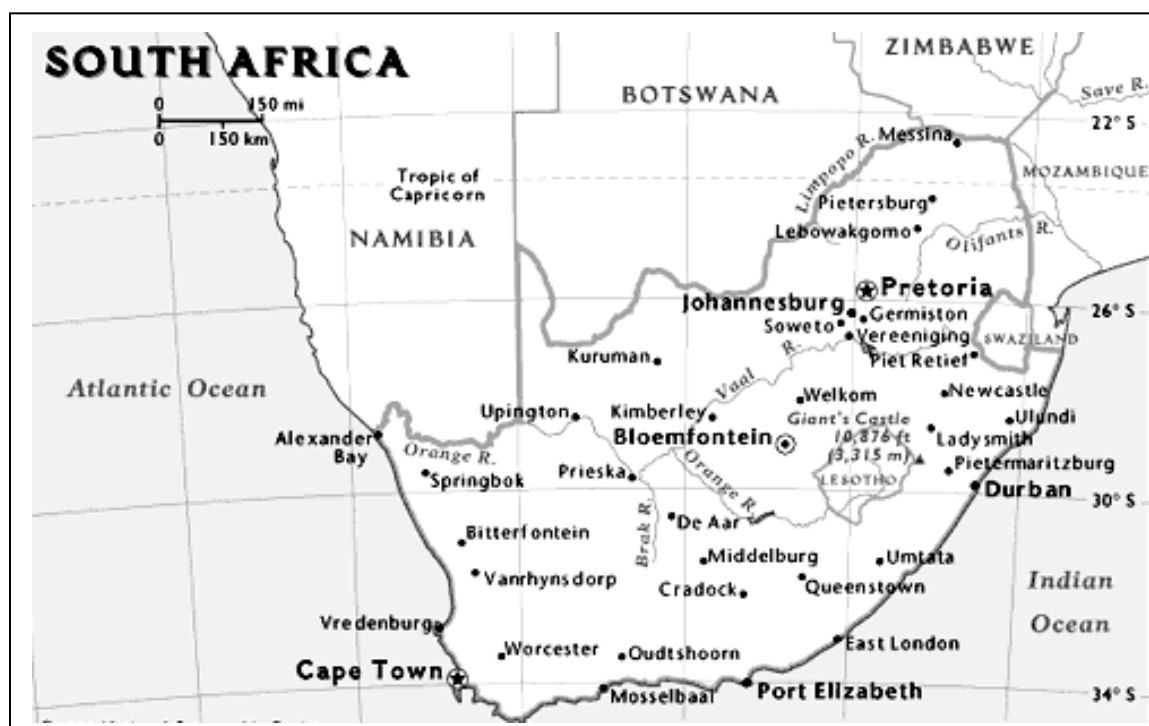 SOUTH AFRICA
0 150 mi
0 150 km
ZIMBABWE
BOTSWANA
Save R.
22° S
Messina
Limpopo R.
MOZAMBIQUE
Tropic of
Capricorn
Pietersburg
Lebowakgomo
Olifants R.
NAMIBIA
Pretoria
Johannesburg
26° S
Germiston
Soweto
Vereeniging
SWAZILAND
Kuruman
Piet Retief
Vaal R.
Atlantic Ocean
Welkom
Newcastle
Upington
Kimberley
Giant's Castle
10,876 ft
(3,315 m)
Ulundi
Bloemfontein
Ladysmith
Alexander
Bay
Orange R.
Springbok
Prieska
Orange R.
LESOTHO
Pietermaritzburg
Durban
30° S
Brak R.
De Aar
Bitterfontein
Middelburg
Umtata
Vanrhynsdorp
Cradock
Queenstown
Indian
Ocean
Vredenburg
East London
Worcester
Oudtshoorn
Cape Town
Mosselbaai
Port Elizabeth
34° S